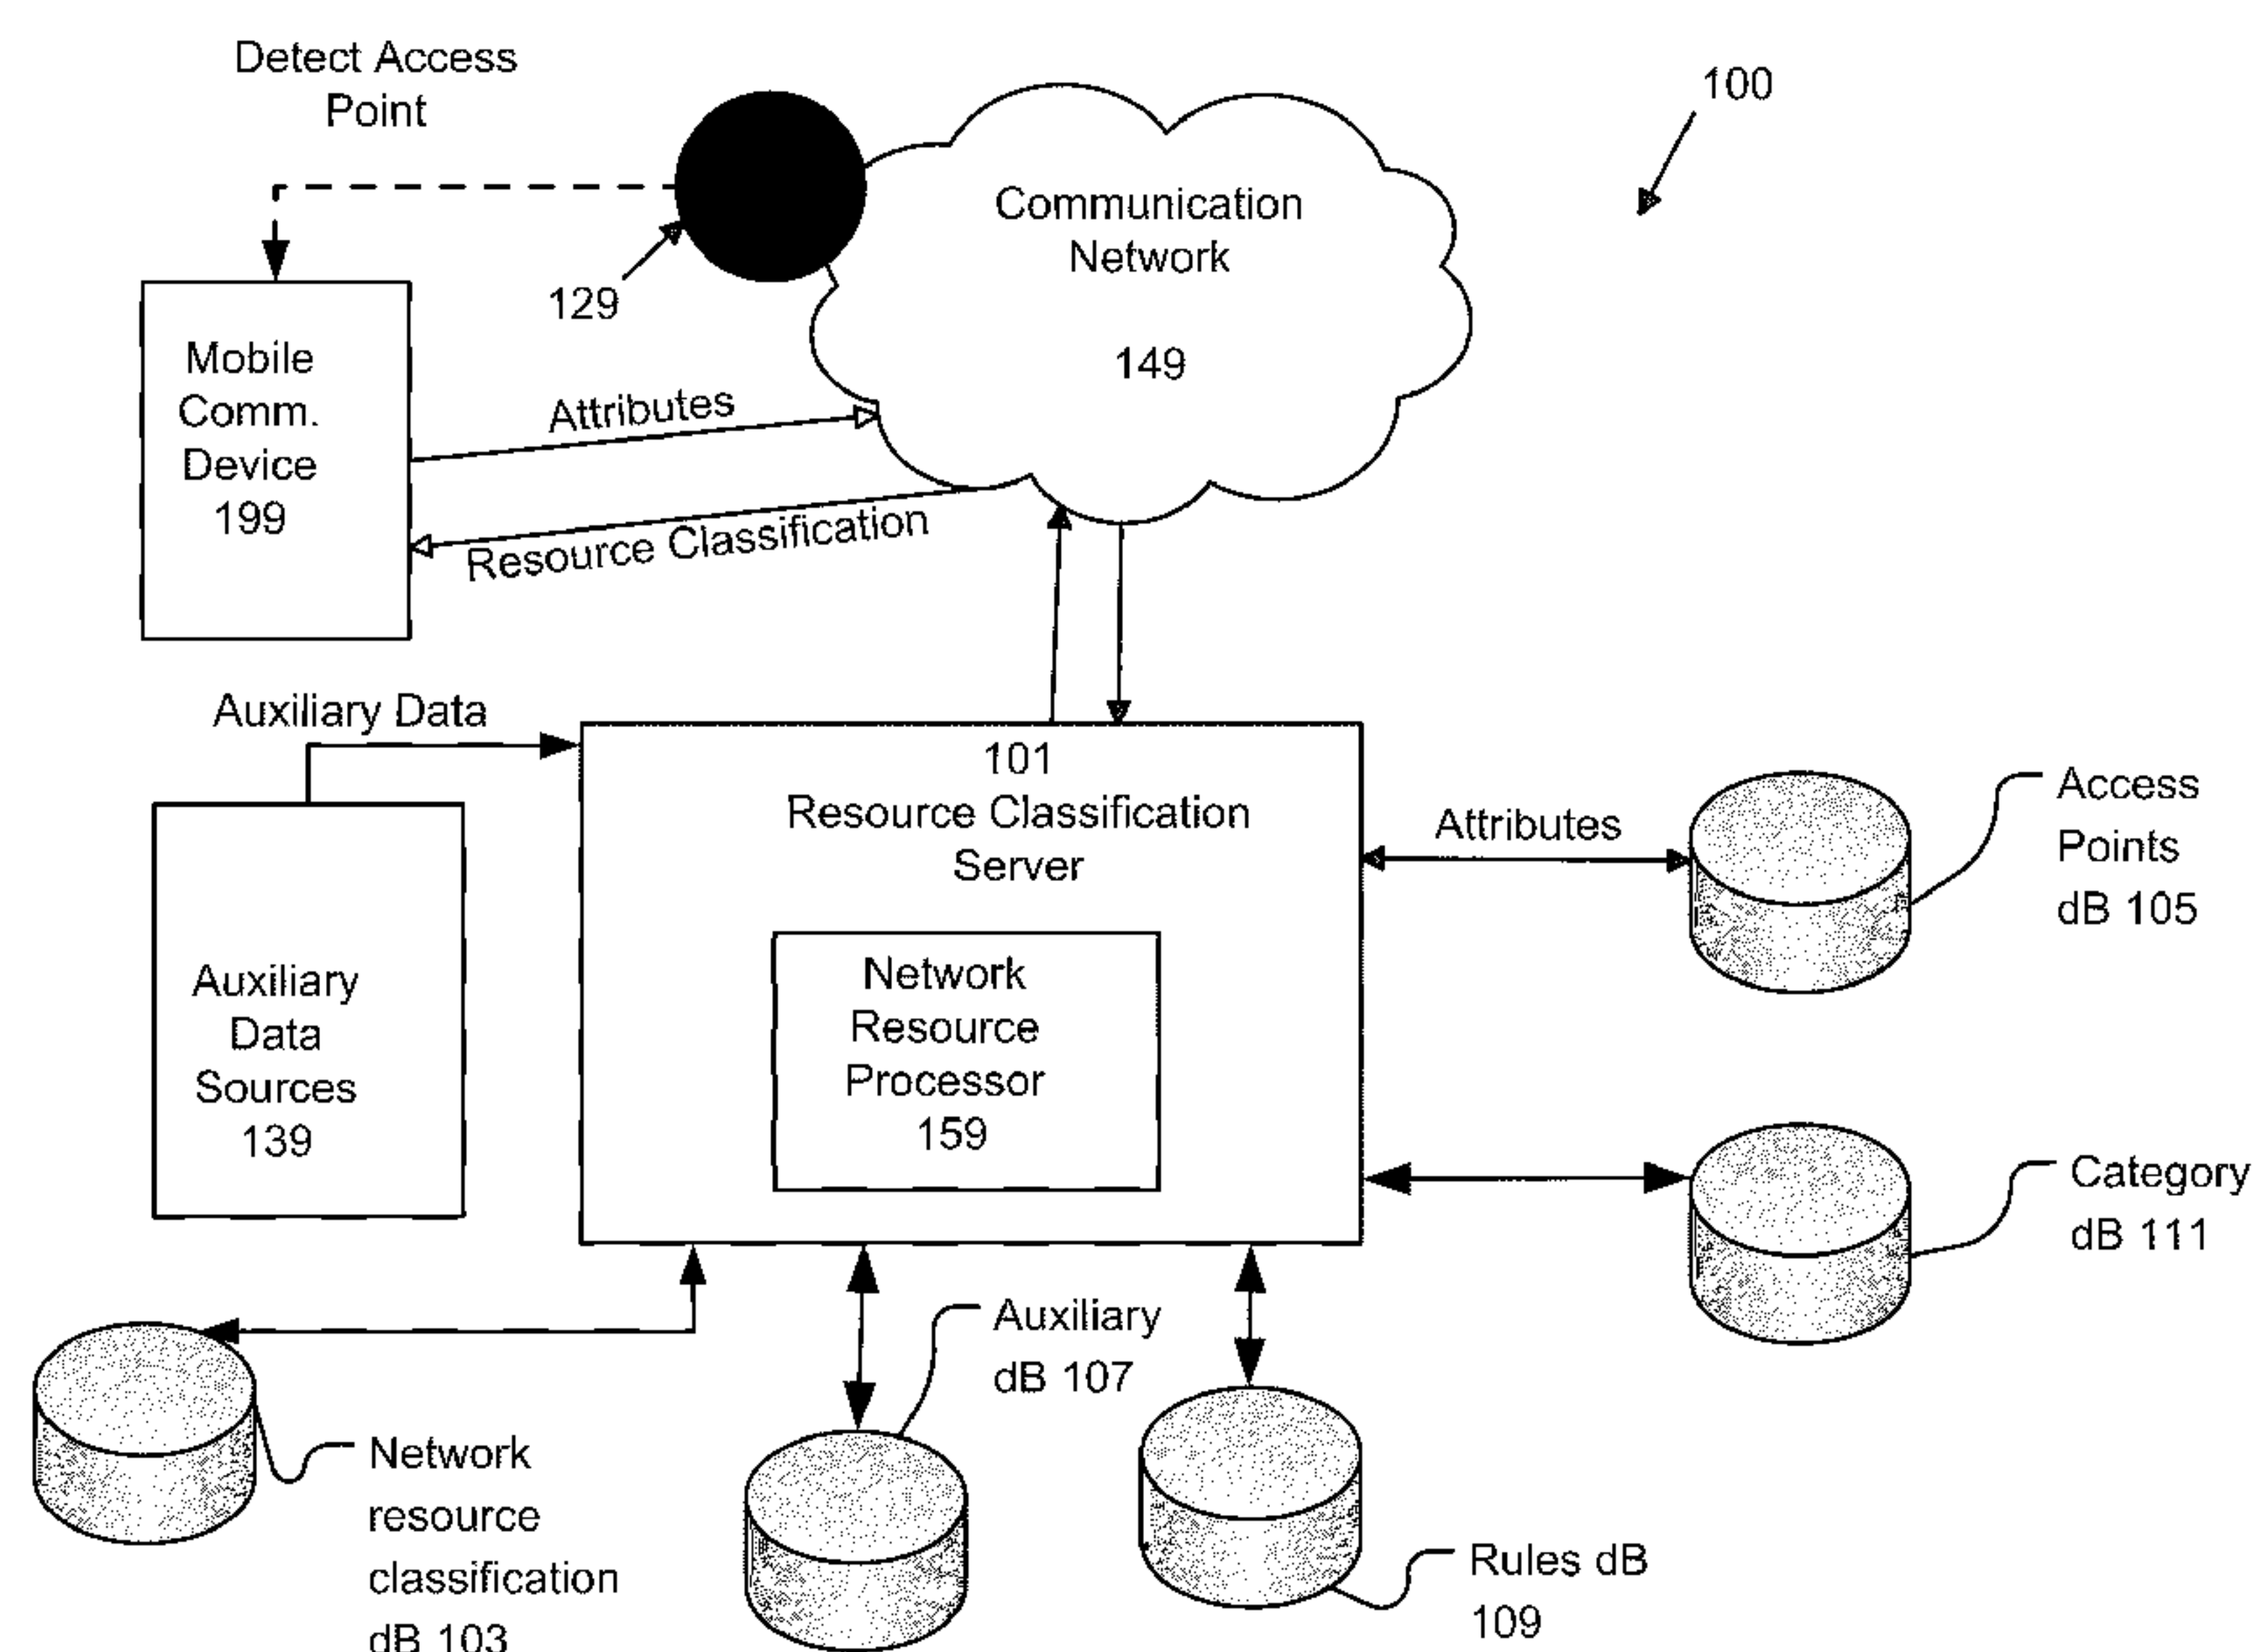 Detect Access
Point
100
Communication
Network
149
129
Mobile
Comm.
Device
199
Attributes
Resource Classification
Auxiliary Data
101
Resource Classification
Server
Attributes
Access
Points
dB 105
Auxiliary
Data
Sources
139
Network
Resource
Processor
159
Category
dB 111
Auxiliary
dB 107
Network
resource
classification
dB 103
Rules dB
109